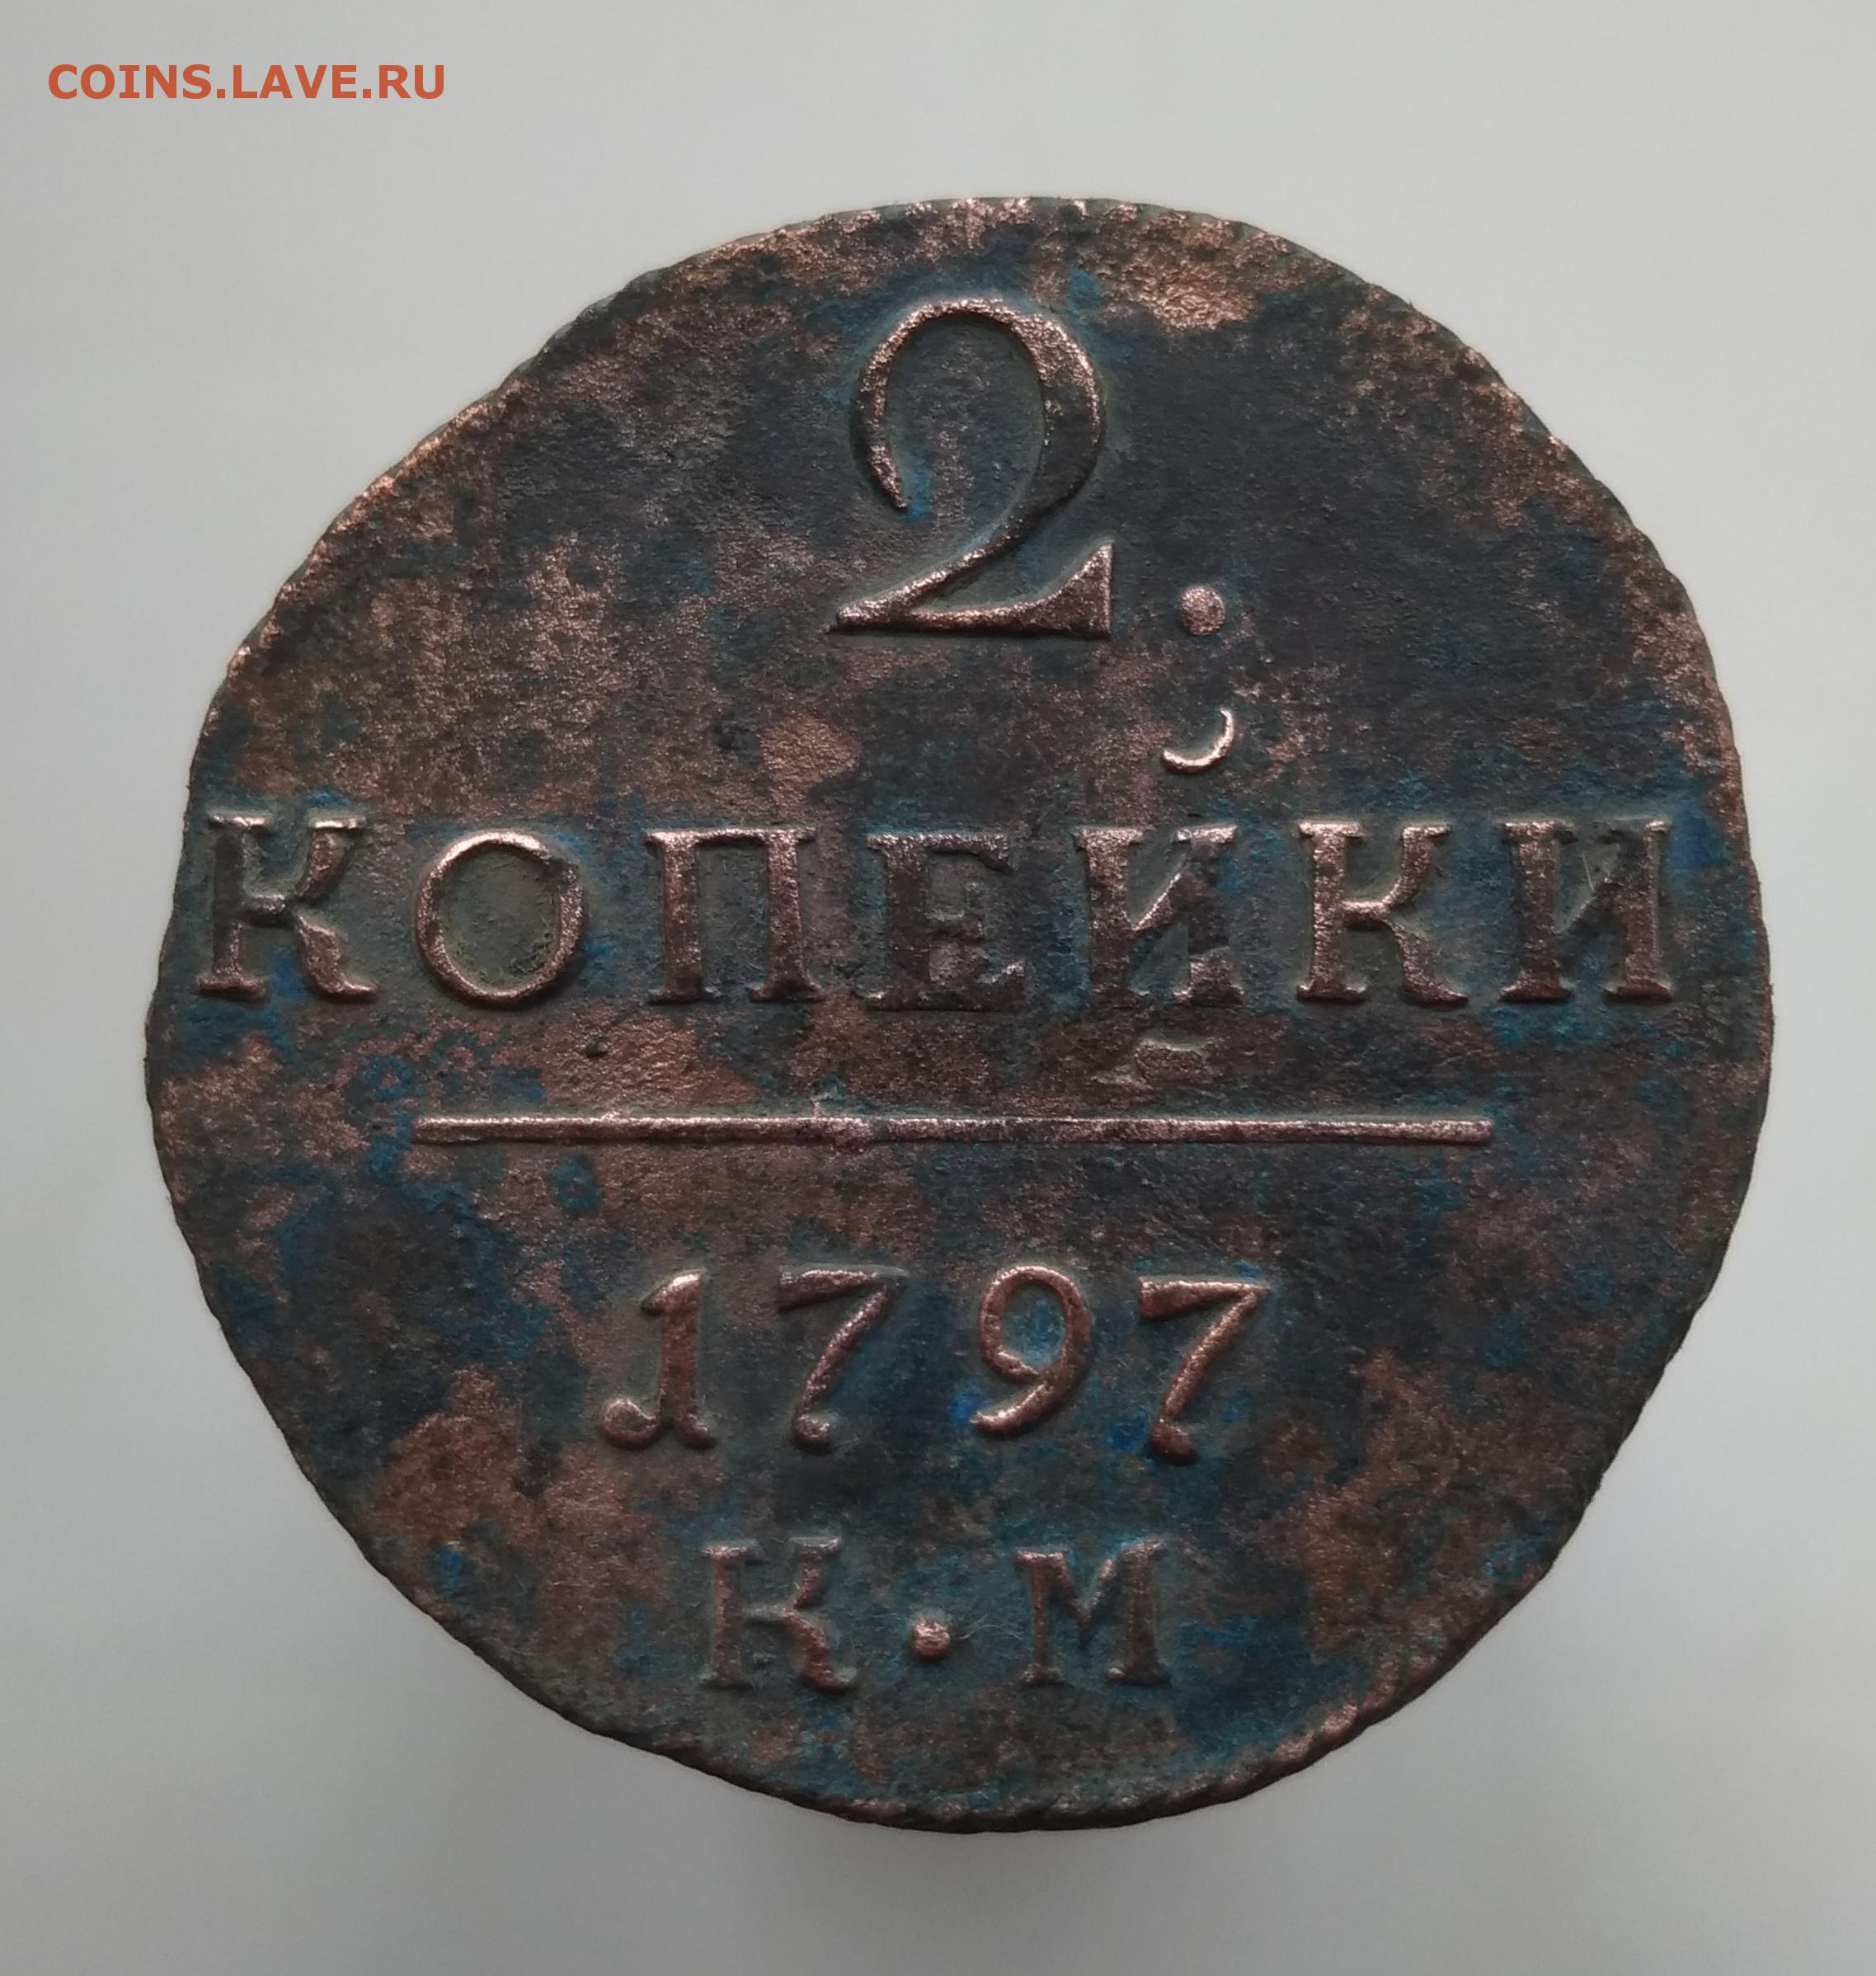 COINS.LAVE.RU
2.
КОПЕЙКИ
1797
К·М